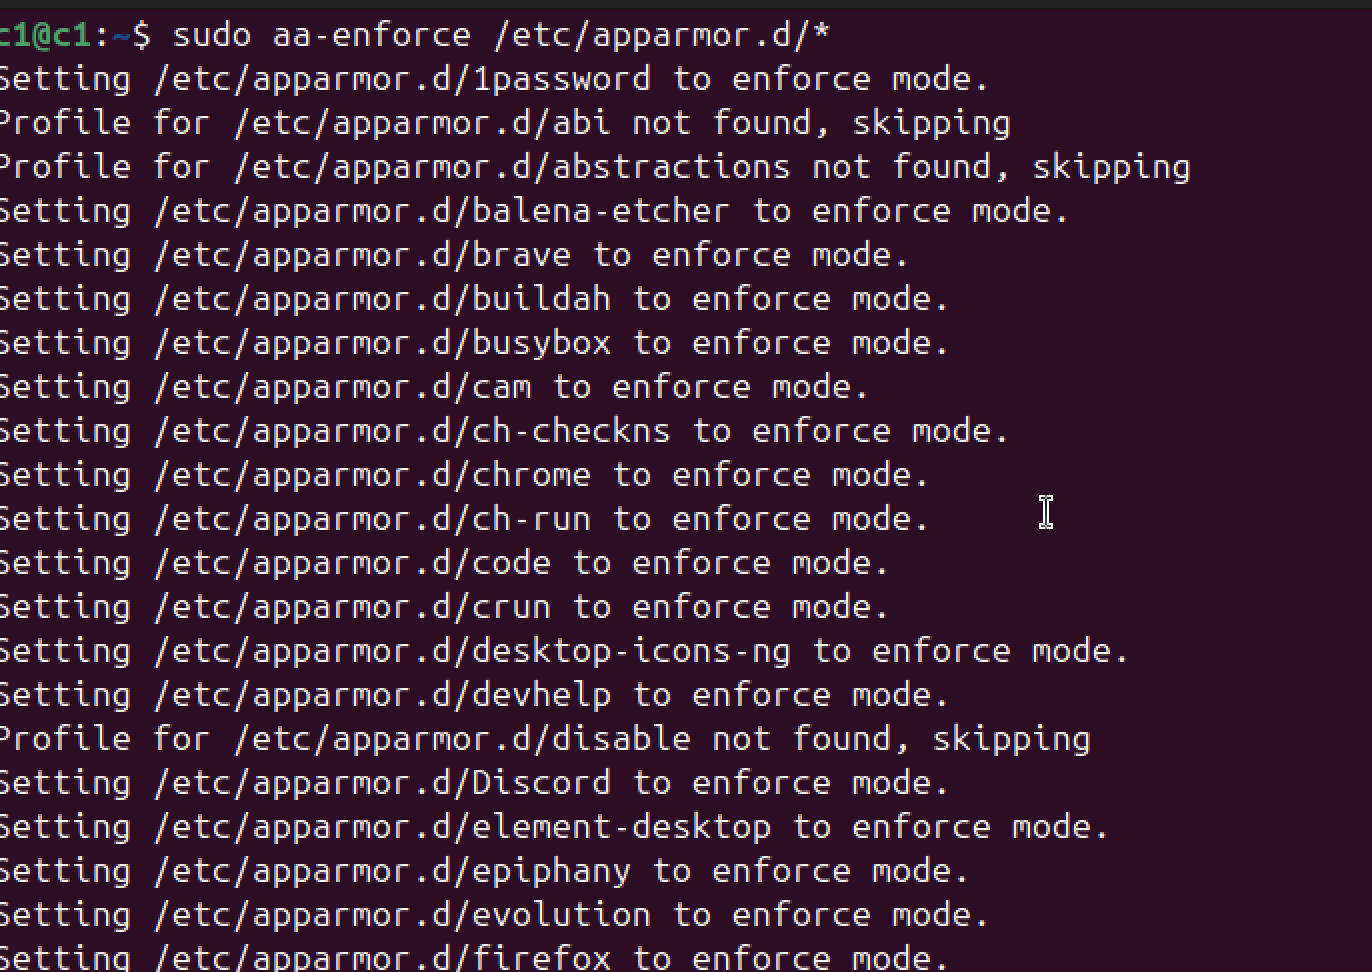 c1@c1:~$ sudo aa-enforce /etc/apparmor.d/*
Setting /etc/apparmor.d/1password to enforce mode.
Profile for /etc/apparmor.d/abi not found, skipping
Profile for /etc/apparmor.d/abstractions not found, skipping
Setting /etc/apparmor.d/balena-etcher to enforce mode.
Setting /etc/apparmor.d/brave to enforce mode.
Setting /etc/apparmor.d/buildah to enforce mode.
Setting /etc/apparmor.d/busybox to enforce mode.
Setting /etc/apparmor.d/cam to enforce mode.
Setting /etc/apparmor.d/ch-checkns to enforce mode.
Setting /etc/apparmor.d/chrome to enforce mode.
Setting /etc/apparmor.d/ch-run to enforce mode.
Setting /etc/apparmor.d/code to enforce mode.
Setting /etc/apparmor.d/crun to enforce mode.
Setting /etc/apparmor.d/desktop-icons-ng to enforce mode.
Setting /etc/apparmor.d/devhelp to enforce mode.
Profile for /etc/apparmor.d/disable not found, skipping
Setting /etc/apparmor.d/Discord to enforce mode.
Setting /etc/apparmor.d/element-desktop to enforce mode.
Setting /etc/apparmor.d/epiphany to enforce mode.
Setting /etc/apparmor.d/evolution to enforce mode.
Setting /etc/apparmor.d/firefox to enforce mode.